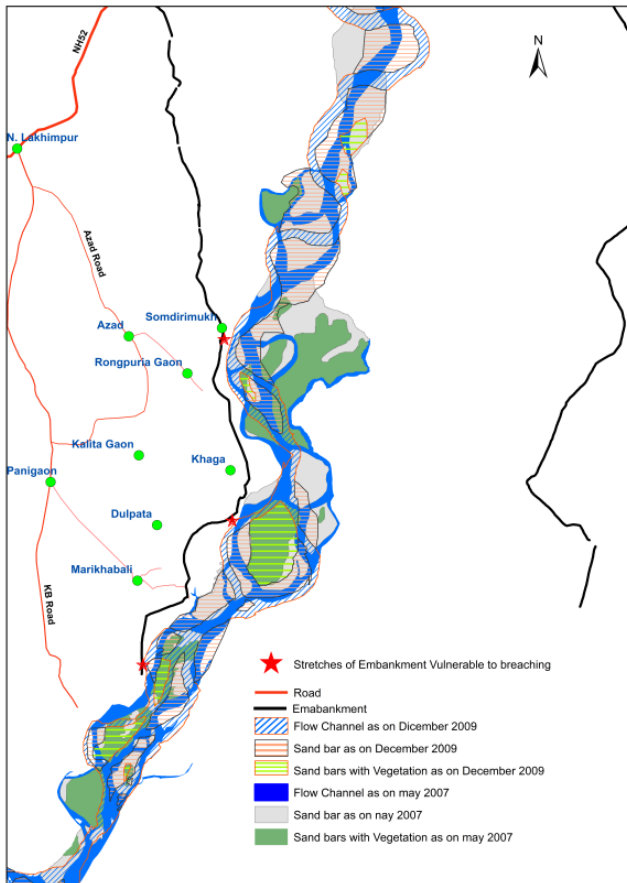 NH52
N
N. Lakhimpur
Azad Road
Somdirimukh
Azad
Rongpuria Gaon
Kalita Gaon
Khaga
Panigaon
Dulpata
Marikhabali
KB Road
Stretches of Embankment Vulnerable to breaching
Road
Emabankment
Flow Channel as on Dicember 2009
Sand bar as on December 2009
Sand bars with Vegetation as on December 2009
Flow Channel as on may 2007
Sand bar as on nay 2007
Sand bars with Vegetation as on may 2007